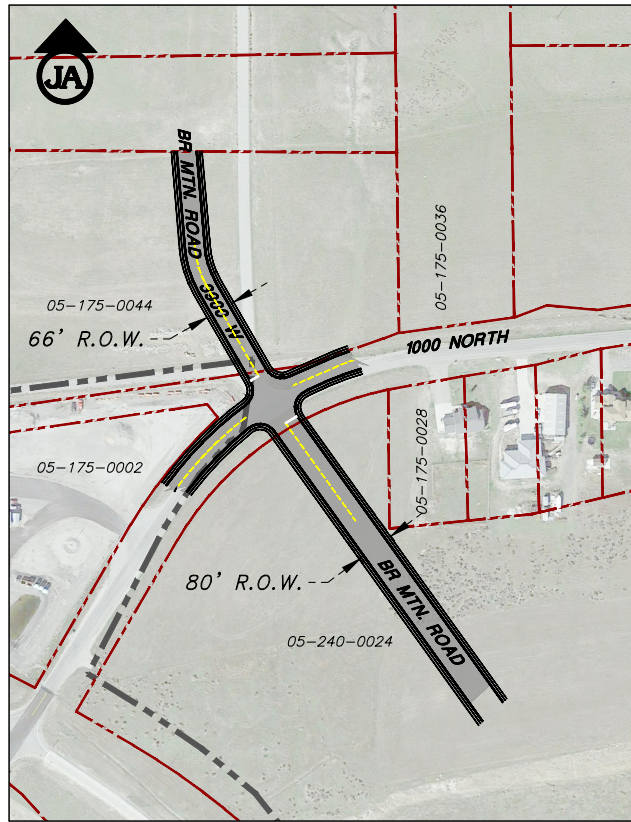 JA
BR MTN. ROAD
3900 W
05-175-0036
05-175-0044
66' R.O.W.
1000 NORTH
05-175-0028
05-175-0002
80' R.O.W.
BR MTN. ROAD
05-240-0024